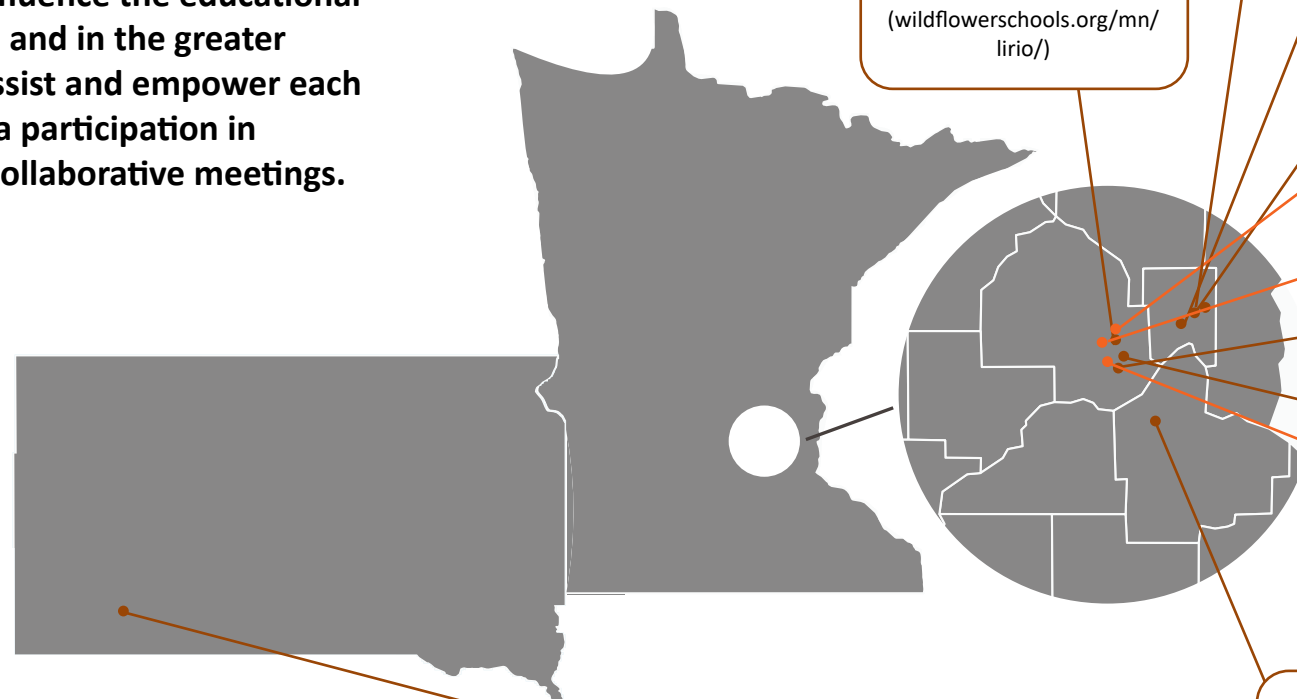 and in the greater
ssist and empower each
a participation in
ollaborative meetings.
(wildflowerschools.org/mn/
lirio/)